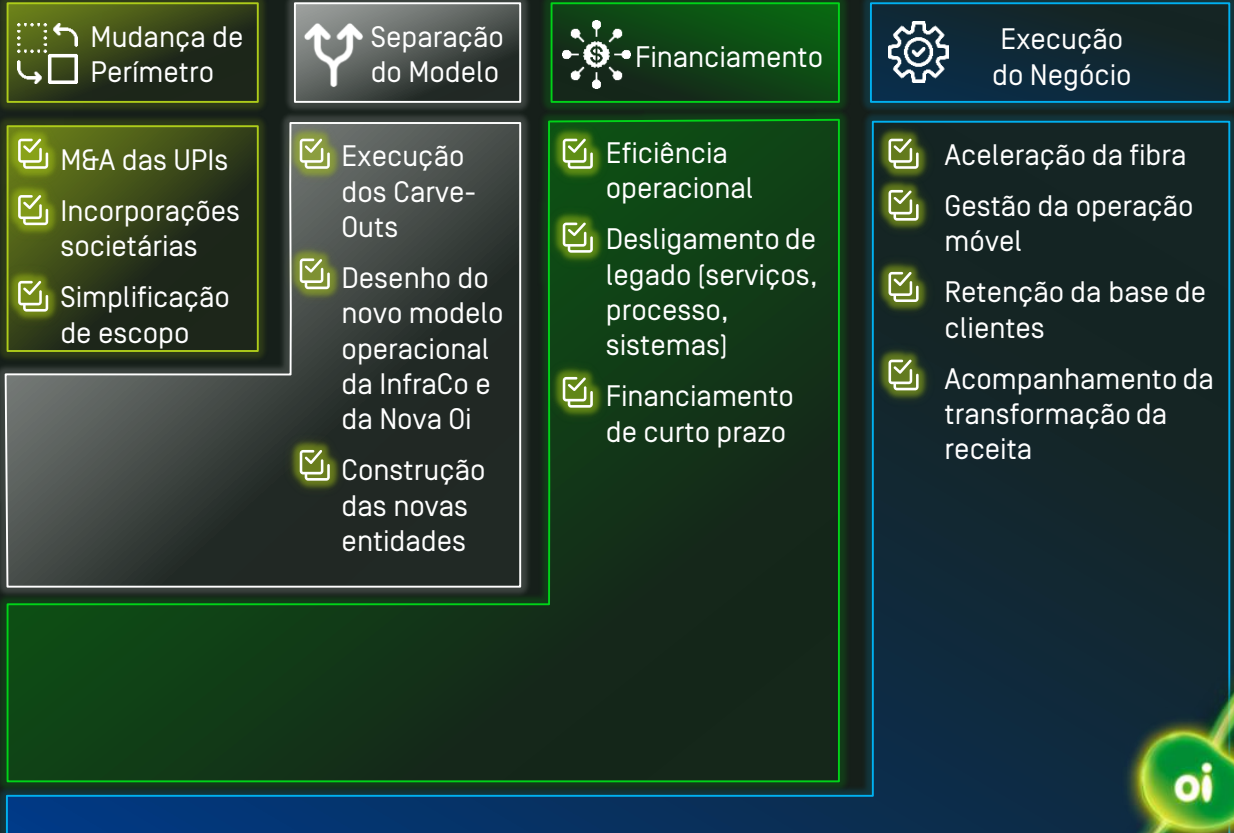 Mudança de
Perímetro
Separação
do Modelo
Financiamento
Execução
do Negócio
M&A das UPIs
Incorporações
societárias
Simplificação
de escopo
Execução
dos Carve-
Outs
Desenho do
novo modelo
operacional
da InfraCo e
da Nova Oi
Construção
das novas
entidades
Eficiência
operacional
Desligamento de
legado (serviços,
processo,
sistemas)
Financiamento
de curto prazo
Aceleração da fibra
Gestão da operação
móvel
Retenção da base de
clientes
Acompanhamento da
transformação da
receita
oi